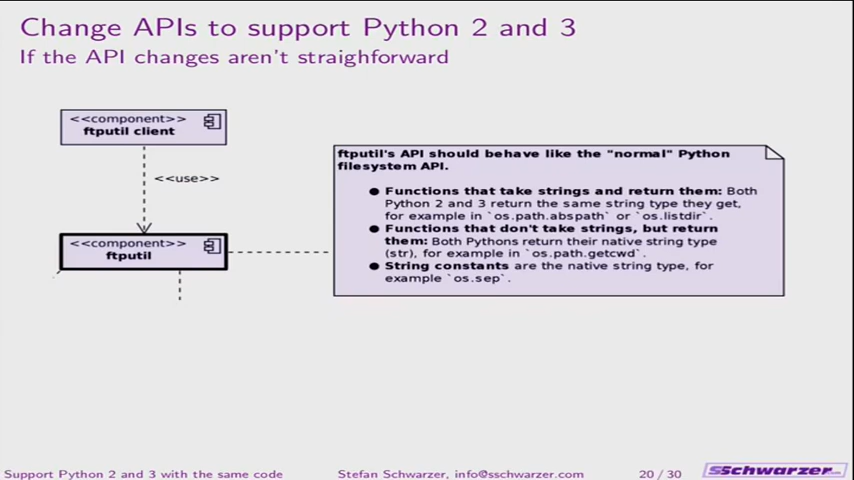 Change APIs to support Python 2 and 3
If the API changes aren't straighforward
<<component>>
ftputil client
<<use>>
<<component>>
ftputil
ftputil's API should behave like the "normal" Python
filesystem API.
● Functions that take strings and return them: Both
Python 2 and 3 return the same string type they get,
for example in `os.path.abspath` or `os.listdir`.
● Functions that don't take strings, but return
them: Both Pythons return their native string type
(str), for example in `os.path.getcwd`.
● String constants are the native string type, for
example `os.sep`.
Support Python 2 and 3 with the same code
Stefan Schwarzer, info@sschwarzer.com
20 / 30
SSchwarzer.com